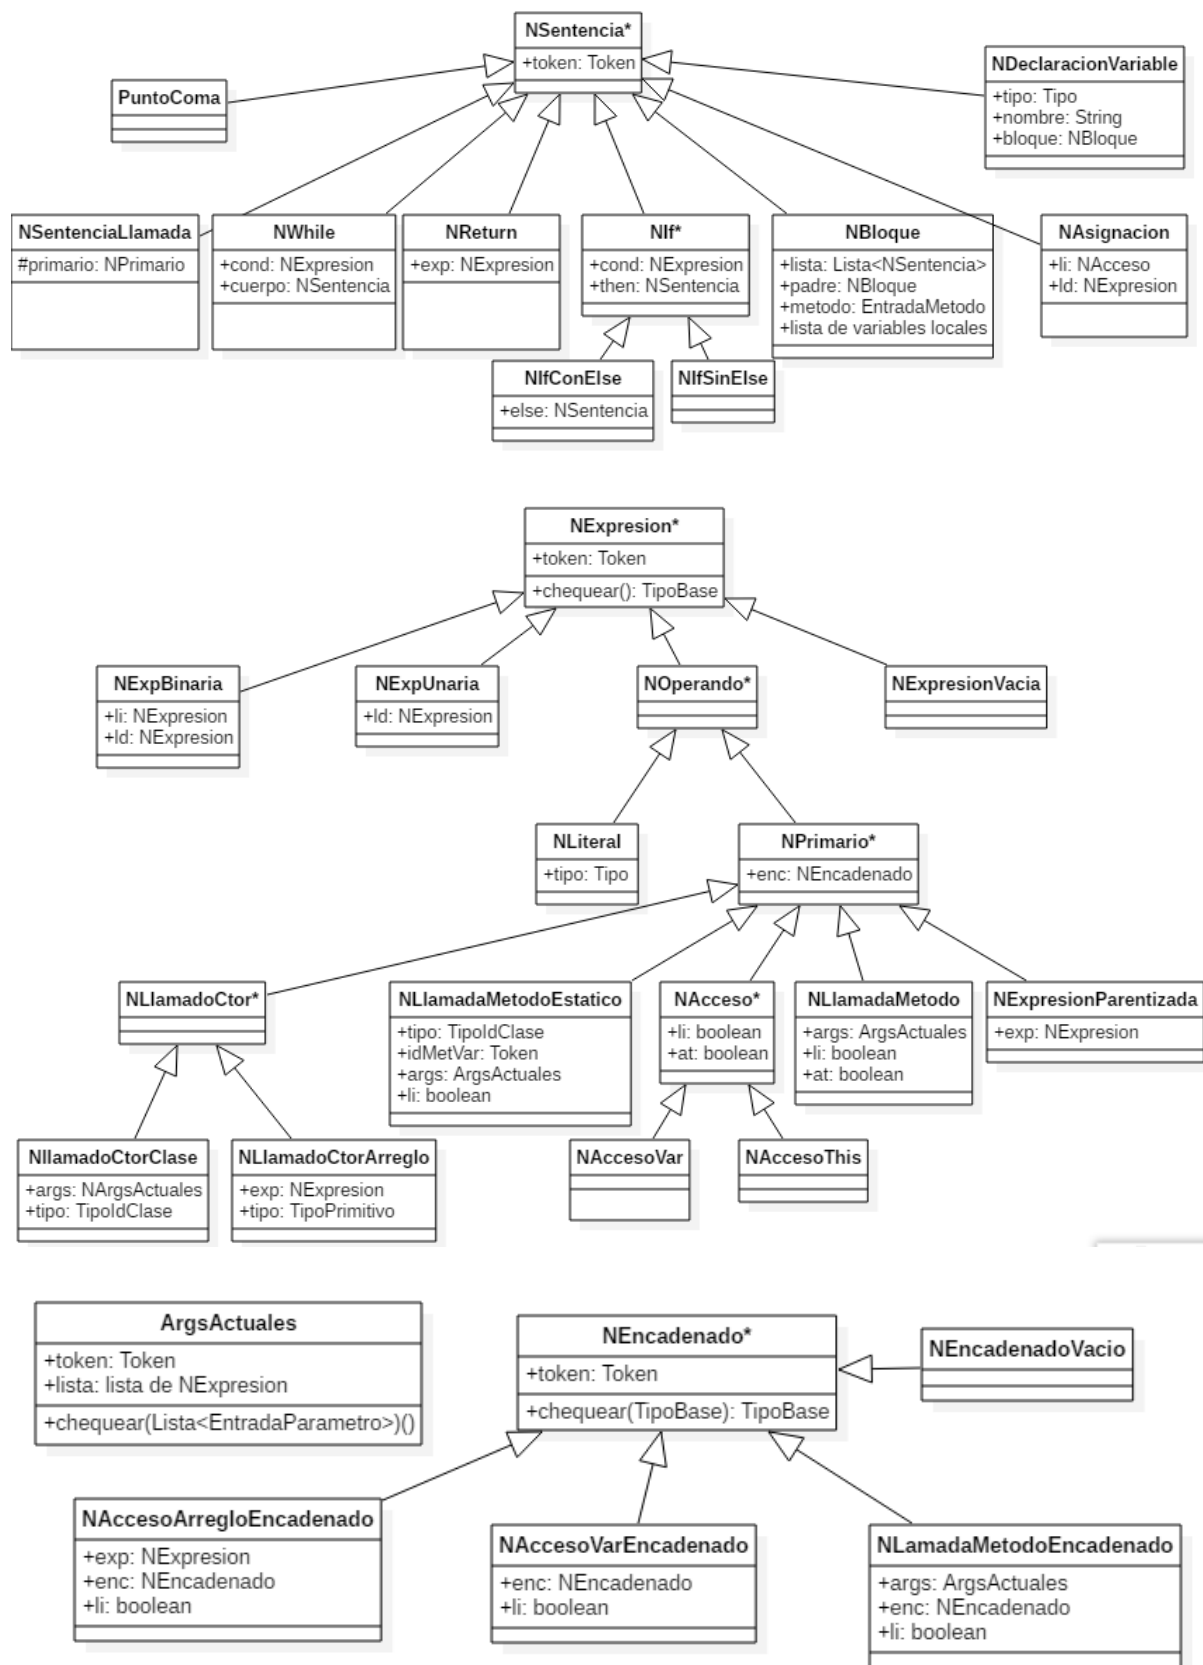 NSentencia*
+token: Token
PuntoComa
NDeclaracionVariable
+tipo: Tipo
+nombre: String
+bloque: NBloque
NSentenciaLlamada
#primario: NPrimario
NWhile
+cond: NExpresion
+cuerpo: NSentencia
NReturn
+exp: NExpresion
NIf*
+cond: NExpresion
+then: NSentencia
NBloque
+lista: Lista<NSentencia>
+padre: NBloque
+metodo: EntradaMetodo
+lista de variables locales
NAsignacion
+li: NAcceso
+ld: NExpresion
NIfConElse
+else: NSentencia
NIfSinElse
NExpresion*
+token: Token
+chequear(): TipoBase
NExpBinaria
+li: NExpresion
+ld: NExpresion
NExpUnaria
+ld: NExpresion
NOperando*
NExpresionVacia
NLiteral
+tipo: Tipo
NPrimario*
+enc: NEncadenado
NLlamadoCtor*
NLlamadaMetodoEstatico
+tipo: TipoIdClase
+idMetVar: Token
+args: ArgsActuales
+li: boolean
NAcceso*
+li: boolean
+at: boolean
NLlamadaMetodo
+args: ArgsActuales
+li: boolean
+at: boolean
NExpresionParentizada
+exp: NExpresion
NllamadoCtorClase
+args: NArgsActuales
+tipo: TipoIdClase
NLlamadoCtorArreglo
+exp: NExpresion
+tipo: TipoPrimitivo
NAccesoVar
NAccesoThis
ArgsActuales
+token: Token
+lista: lista de NExpresion
+chequear(Lista<EntradaParametro>)()
NEncadenado*
+token: Token
+chequear(TipoBase): TipoBase
NEncadenadoVacio
NAccesoArregloEncadenado
+exp: NExpresion
+enc: NEncadenado
+li: boolean
NAccesoVarEncadenado
+enc: NEncadenado
+li: boolean
NLamadaMetodoEncadenado
+args: ArgsActuales
+enc: NEncadenado
+li: boolean